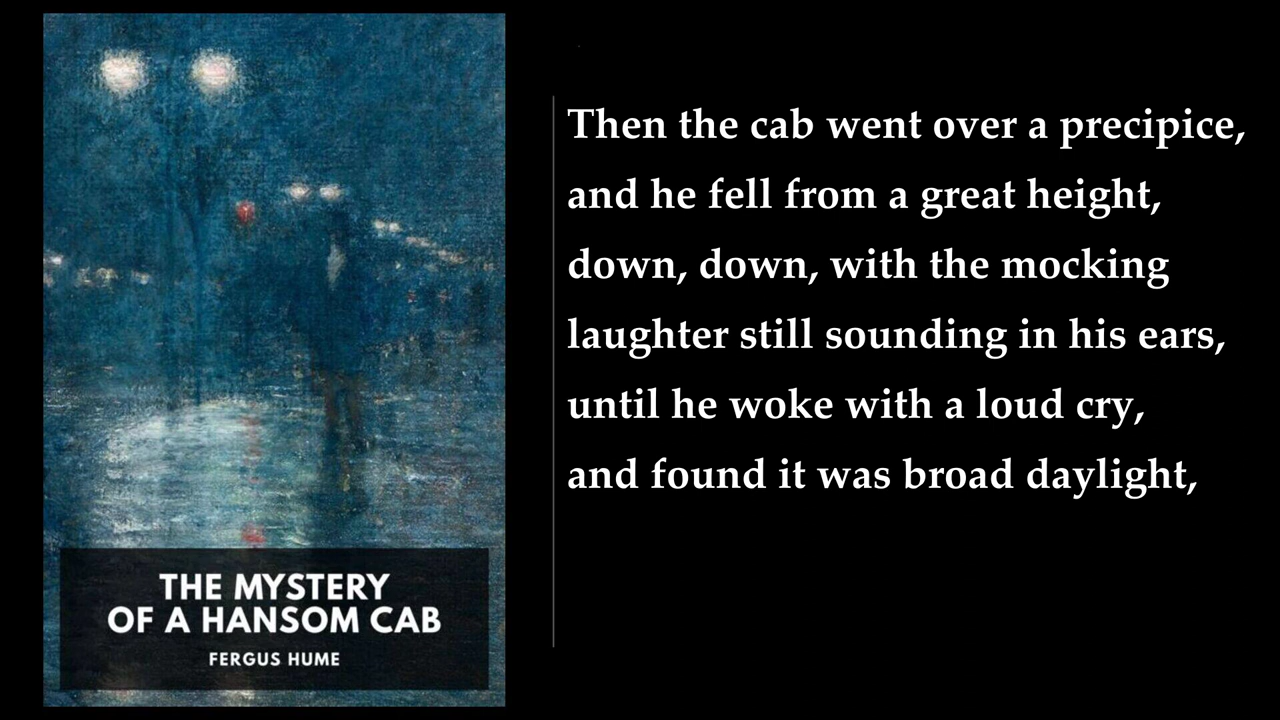 THE MYSTERY
OF A HANSOM CAB
FERGUS HUME
Then the cab went over a precipice,
and he fell from a great height,
down, down, with the mocking
laughter still sounding in his ears,
until he woke with a loud cry,
and found it was broad daylight,